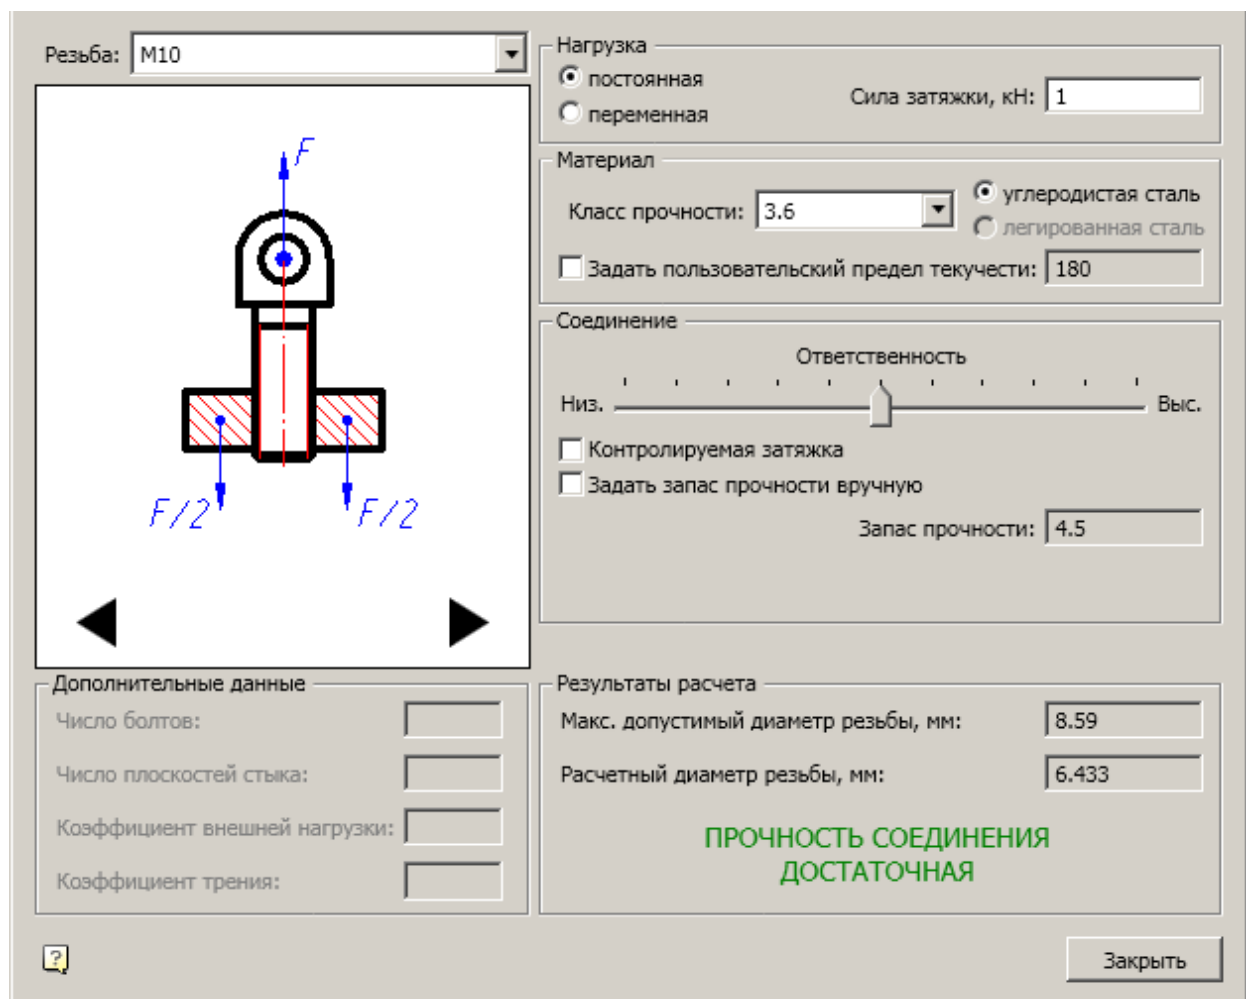 Резьба: М10
F
F/2
F/2
Нагрузка
постоянная
переменная
Сила затяжки, кН: 1
Материал
Класс прочности: 3.6
углеродистая сталь
легированная сталь
Задать пользовательский предел текучести: 180
Соединение
Ответственность
Низ. Выс.
Контролируемая затяжка
Задать запас прочности вручную
Запас прочности: 4.5
Дополнительные данные
Число болтов:
Число плоскостей стыка:
Коэффициент внешней нагрузки:
Коэффициент трения:
Результаты расчета
Макс. допустимый диаметр резьбы, мм: 8.59
Расчетный диаметр резьбы, мм: 6.433
ПРОЧНОСТЬ СОЕДИНЕНИЯ
ДОСТАТОЧНАЯ
?
Закрыть